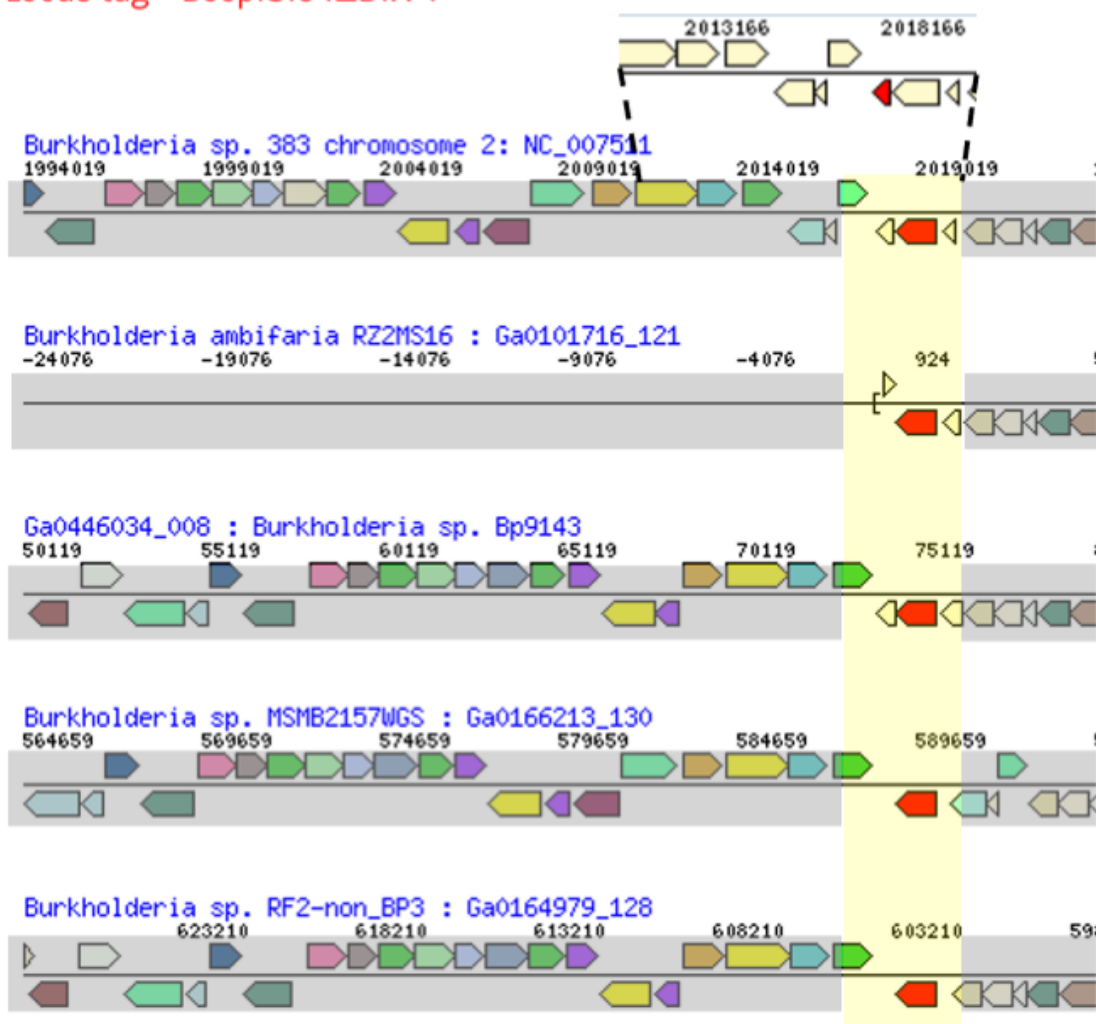 2013166 2018166
Burkholderia sp. 383 chromosome 2: NC_007511
1994019 1999019 2004019 2009019 2014019 2019019
Burkholderia ambifaria RZ2MS16 : Ga0101716_121
-24076 -19076 -14076 -9076 -4076 924
Ga0446034_008 : Burkholderia sp. Bp9143
50119 55119 60119 65119 70119 75119
Burkholderia sp. MSMB2157WGS : Ga0166213_130
564659 569659 574659 579659 584659 589659
Burkholderia sp. RF2-non_BP3 : Ga0164979_128
623210 618210 613210 608210 603210